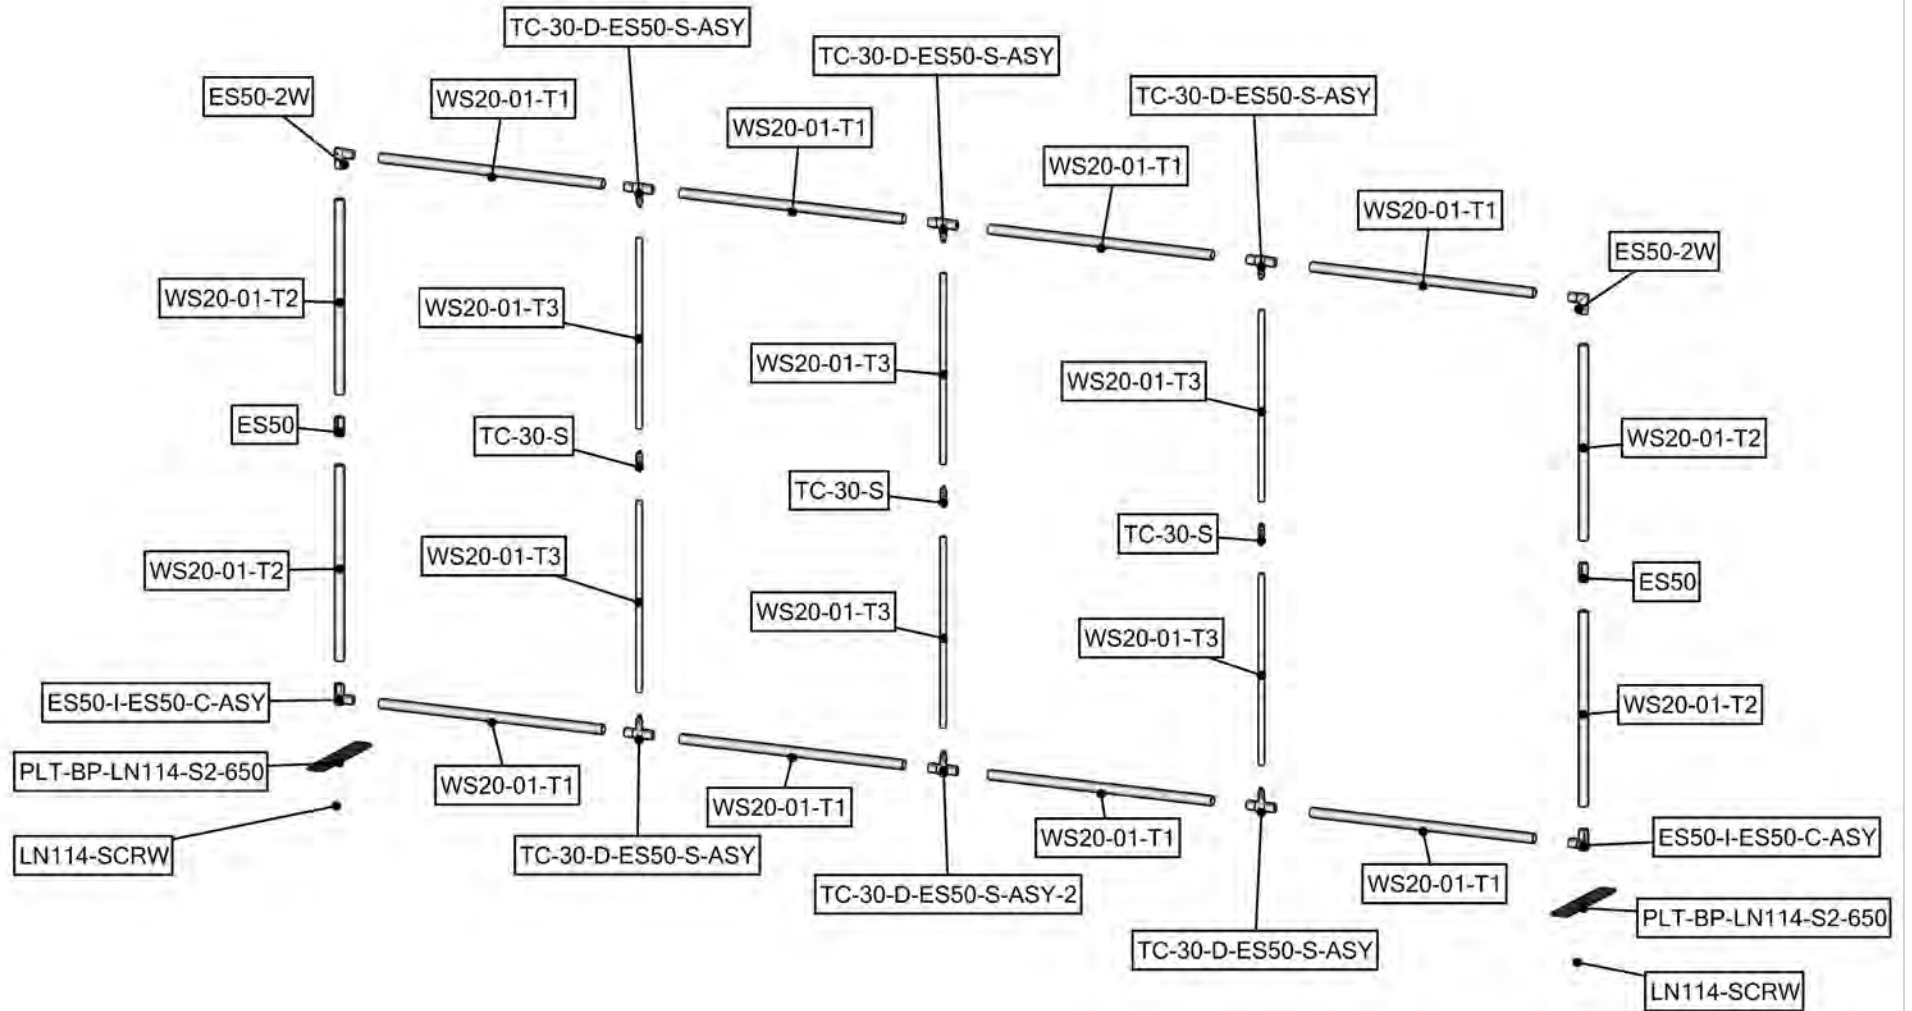 TC-30-D-ES50-S-ASY
TC-30-D-ES50-S-ASY
TC-30-D-ES50-S-ASY
ES50-2W
WS20-01-T1
WS20-01-T1
WS20-01-T1
WS20-01-T1
ES50-2W
WS20-01-T2
WS20-01-T3
WS20-01-T3
WS20-01-T3
WS20-01-T2
ES50
TC-30-S
TC-30-S
TC-30-S
ES50
WS20-01-T2
WS20-01-T3
WS20-01-T3
WS20-01-T3
WS20-01-T2
ES50-I-ES50-C-ASY
PLT-BP-LN114-S2-650
LN114-SCRW
WS20-01-T1
WS20-01-T1
WS20-01-T1
WS20-01-T1
TC-30-D-ES50-S-ASY
TC-30-D-ES50-S-ASY-2
TC-30-D-ES50-S-ASY
ES50-I-ES50-C-ASY
PLT-BP-LN114-S2-650
LN114-SCRW